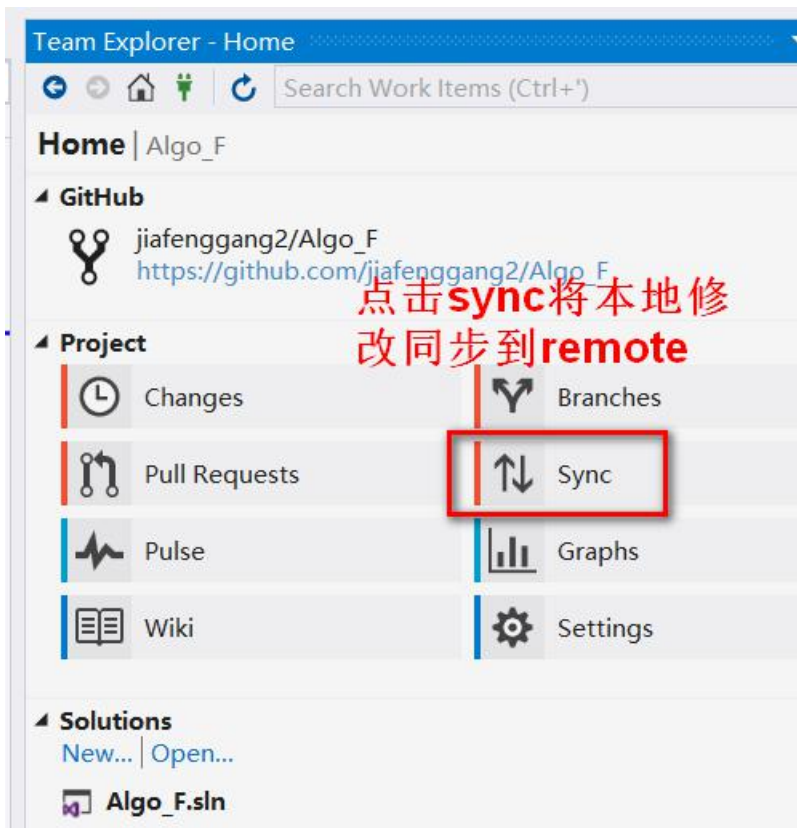 Team Explorer - Home
Search Work Items (Ctrl+')
Home | Algo_F
GitHub
jiafenggang2/Algo_F
https://github.com/jiafenggang2/Algo_F
点击sync将本地修
改同步到remote
Project
Changes
Branches
Pull Requests
Sync
Pulse
Graphs
Wiki
Settings
Solutions
New... | Open...
Algo_F.sln